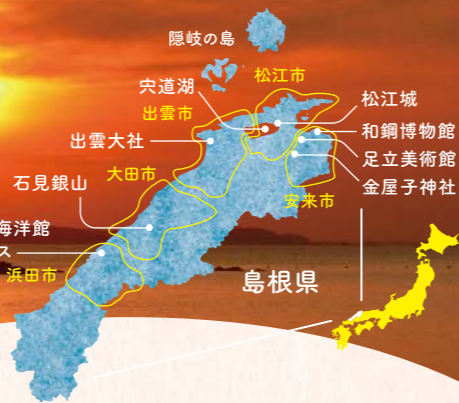 隠岐の島
松江市
宍道湖
松江城
出雲市
和鋼博物館
出雲大社
足立美術館
大田市
金屋子神社
石見銀山
安来市
海洋館
ス
浜田市
島根県